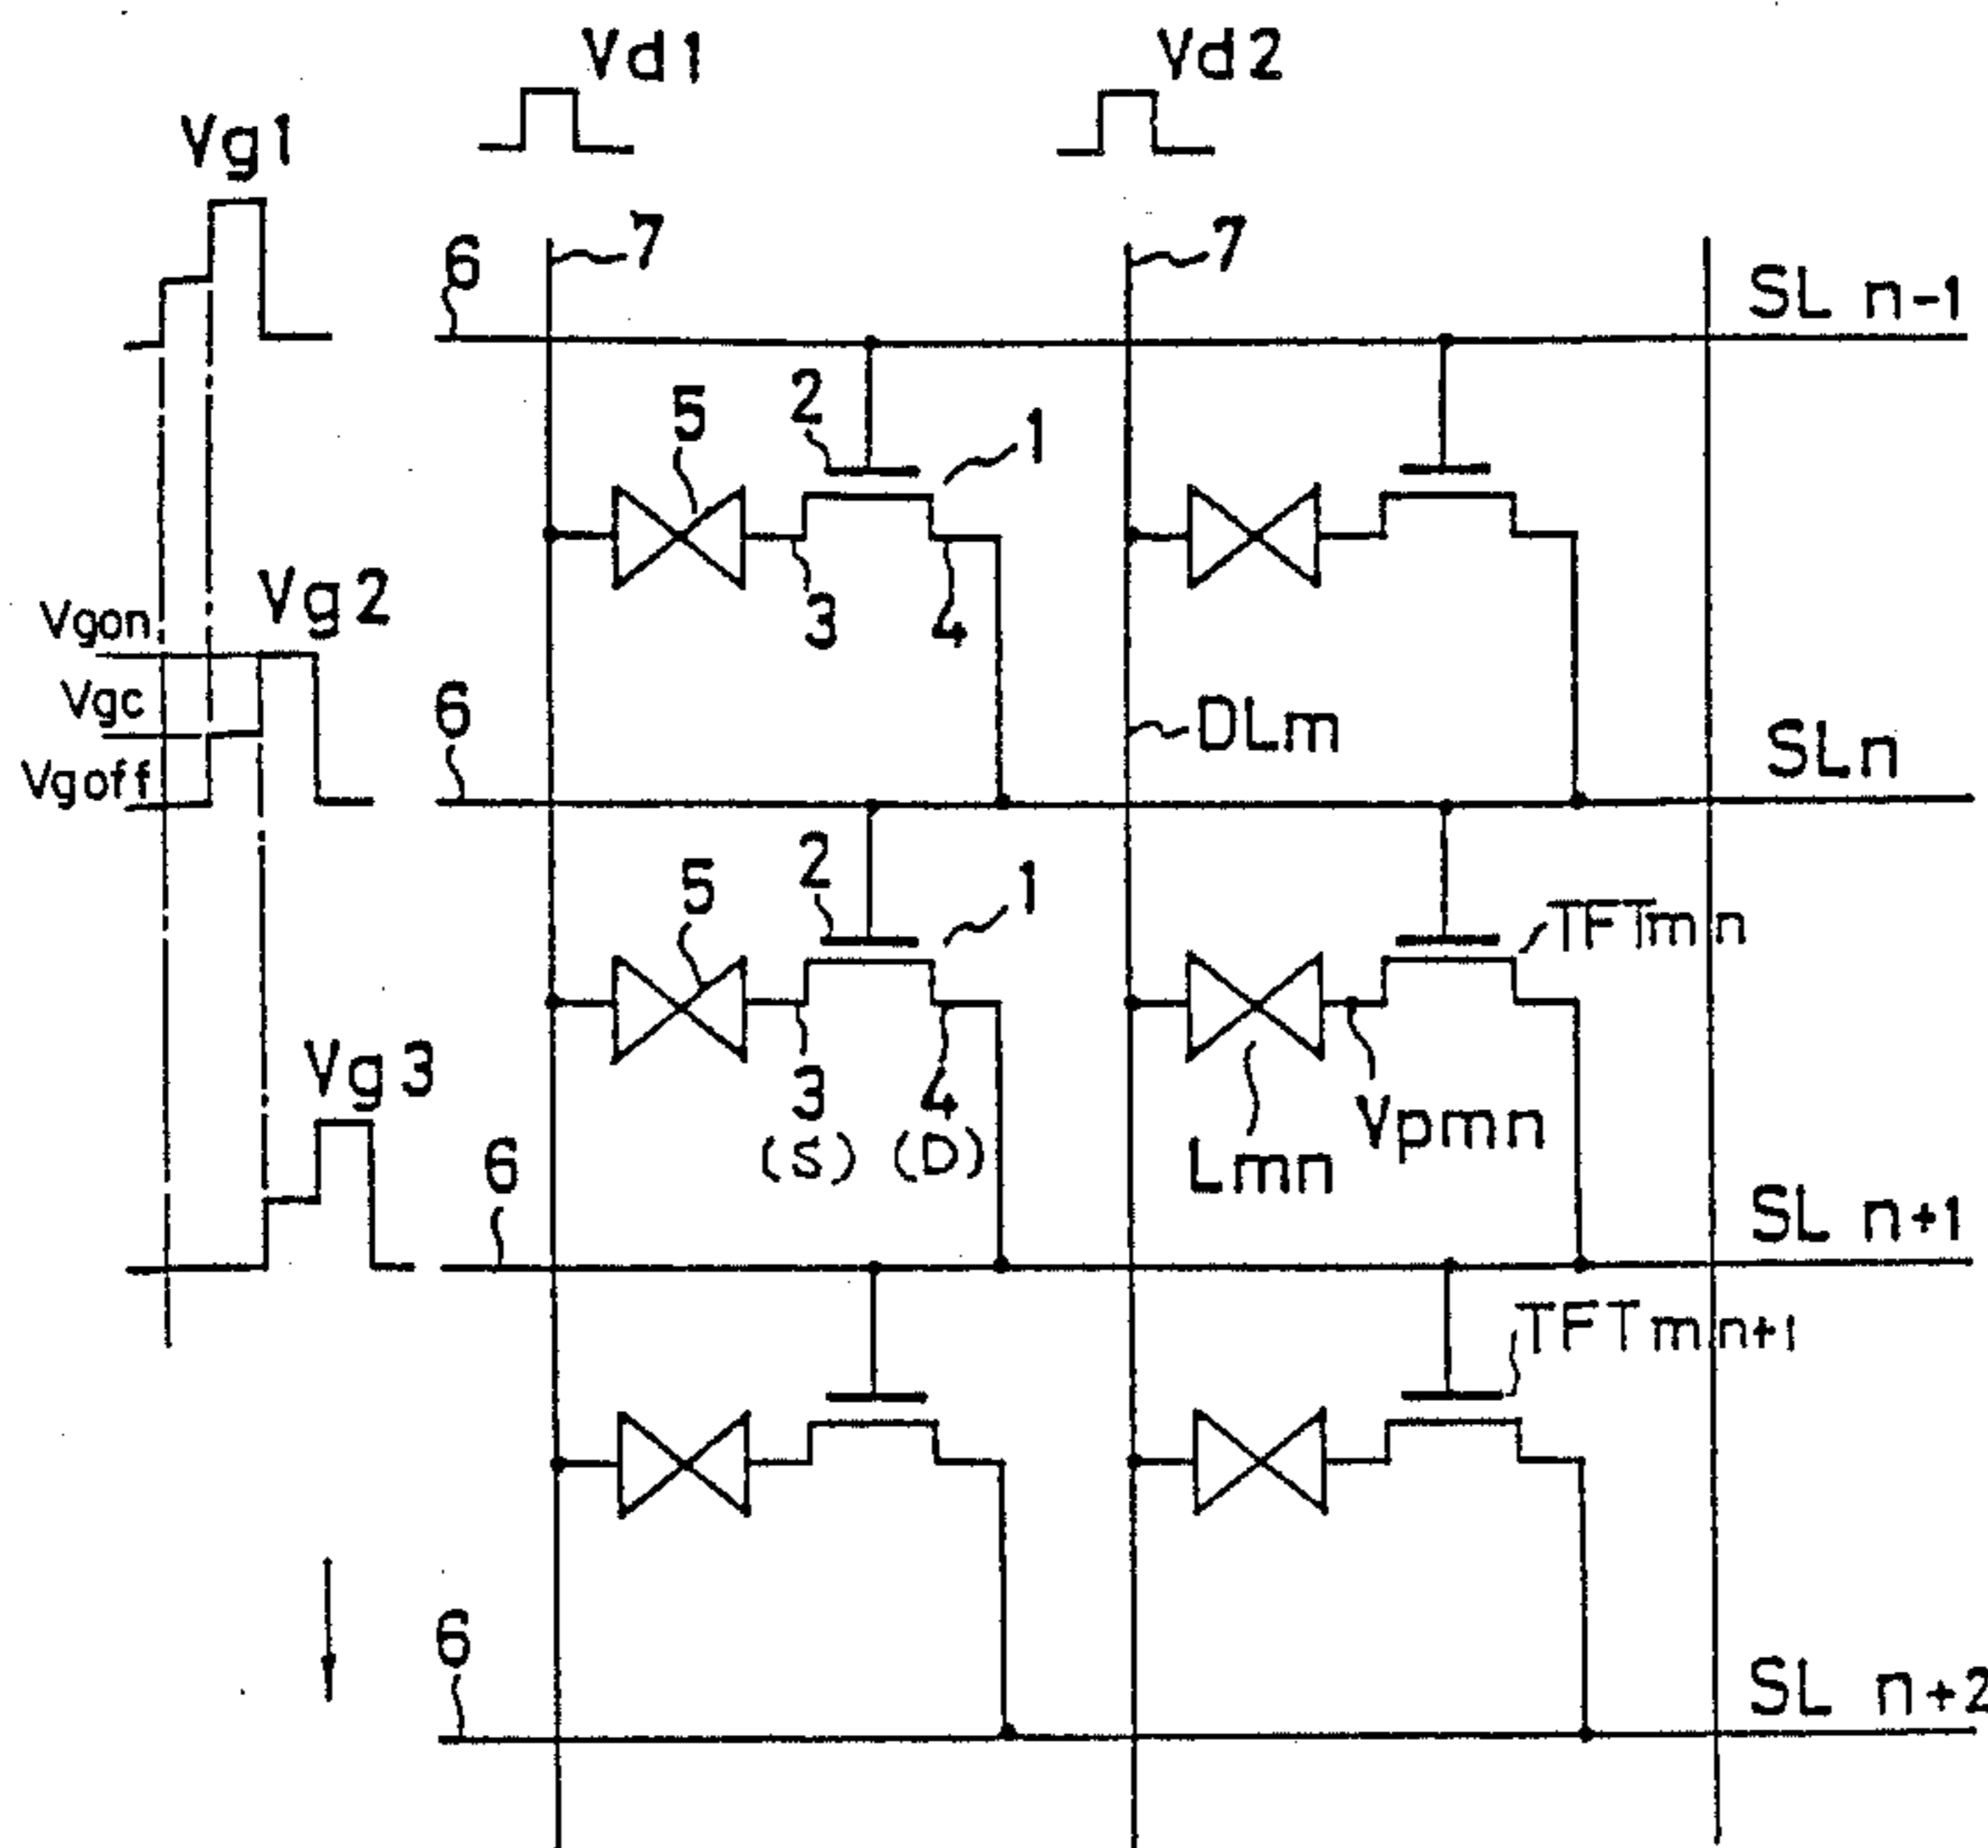 Vd1
Vd2
Vg1
7
7
6
SL n-1
2
5
1
Vg2
3
4
Vgon
Vgc
6
DLm
SLn
Vgoff
2
5
1
TFTmn
Vg3
3
4
Vpmn
(S)
(D)
Lmn
6
SL n+1
TFTmn+1
6
SL n+2